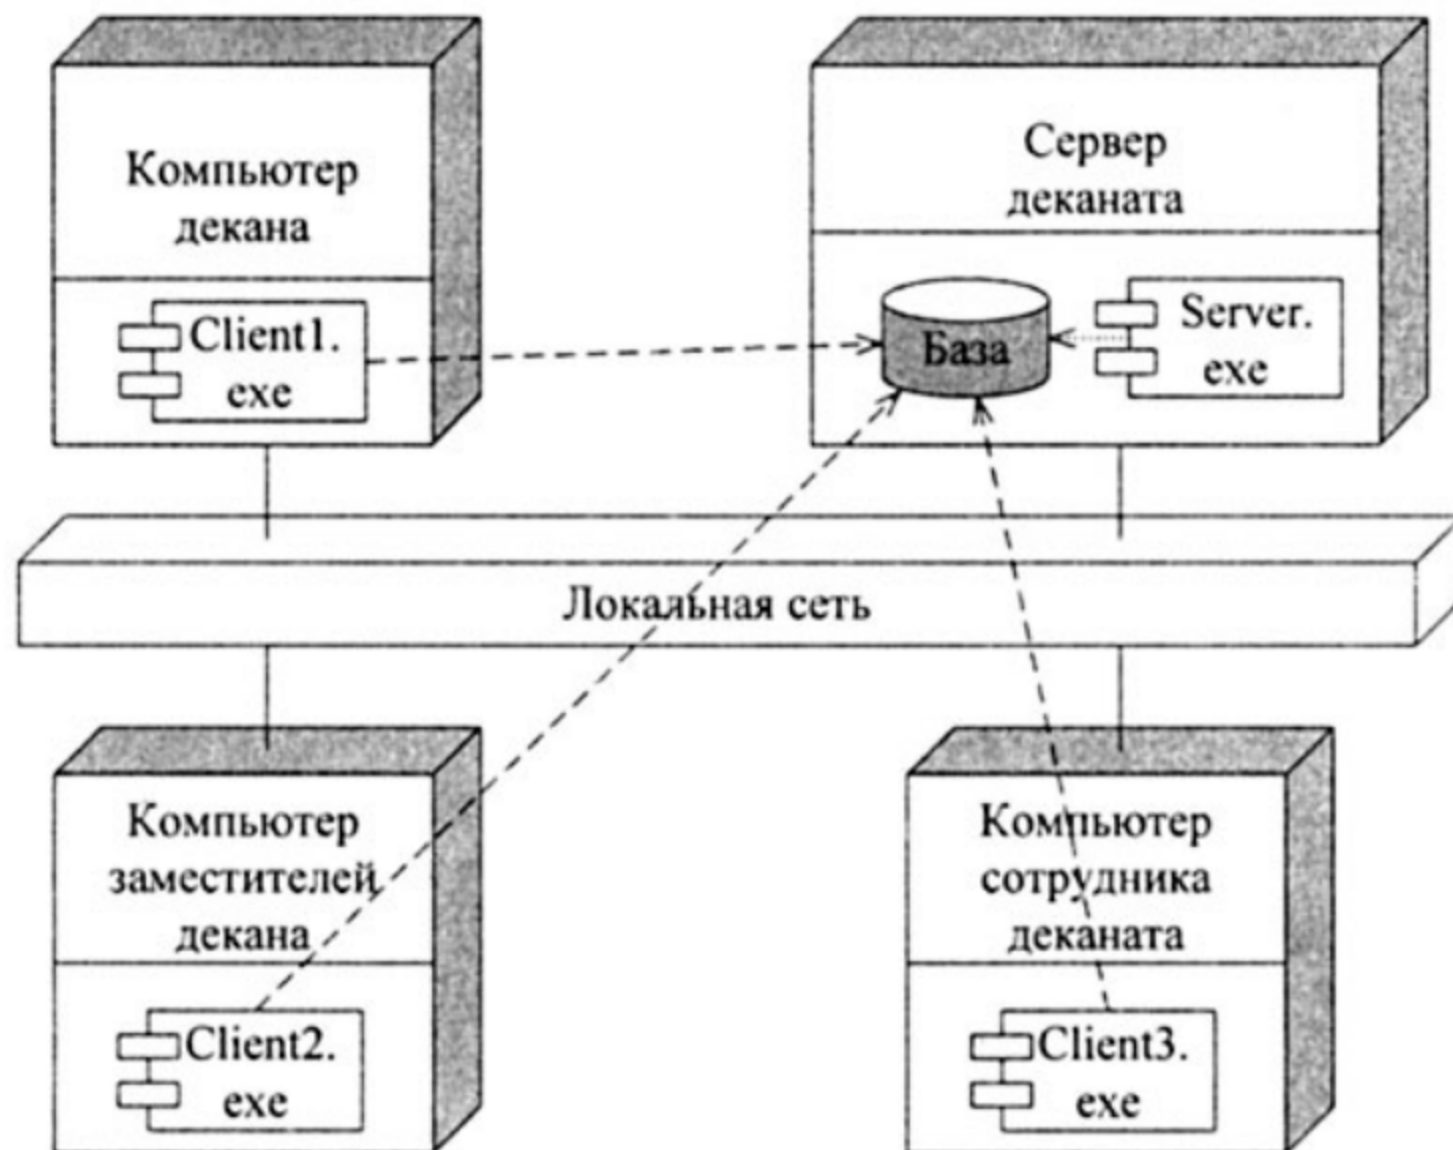 Компьютер
декана
Client1.
exe
Сервер
деканата
База
Server.
exe
Локальная сеть
Компьютер
заместителей
декана
Client2.
exe
Компьютер
сотрудника
деканата
Client3.
exe